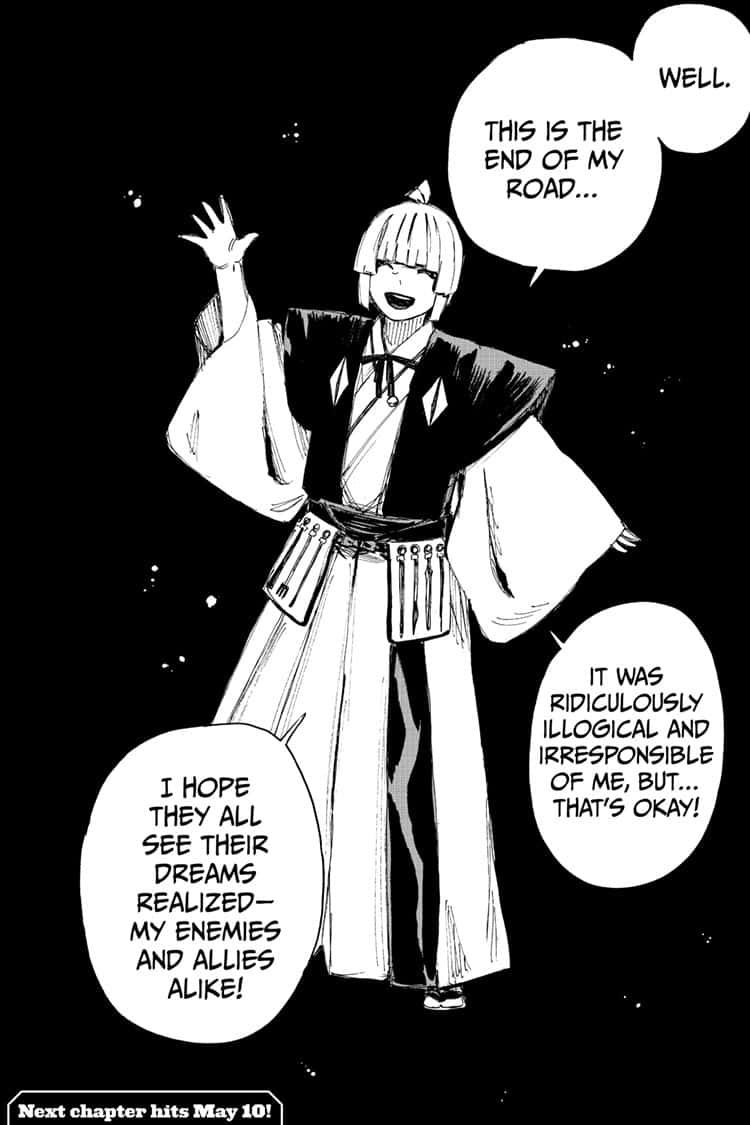 WELL.
THIS IS THE
END OF MY
ROAD...
IT WAS
RIDICULOUSLY
ILLOGICAL AND
IRRESPONSIBLE
OF ME, BUT...
THAT'S OKAY!
I HOPE
THEY ALL
SEE THEIR
DREAMS
REALIZED—
MY ENEMIES
AND ALLIES
ALIKE!
Next chapter hits May 10!